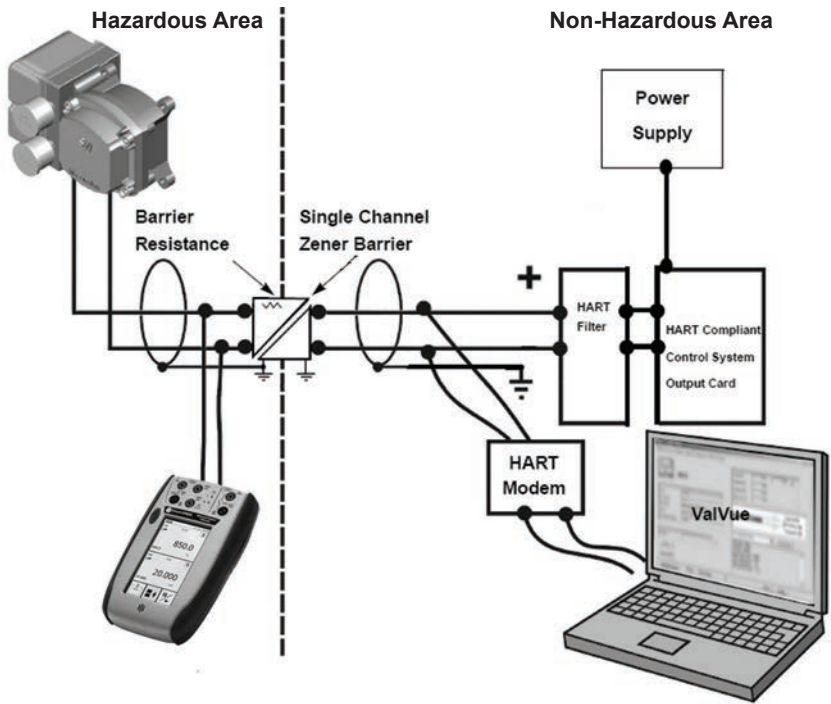 Hazardous Area
Non-Hazardous Area
Power
Supply
Barrier
Resistance
Single Channel
Zener Barrier
+
HART
Filter
HART Compliant
Control System
Output Card
HART
Modem
ValVue
850.0
20.000